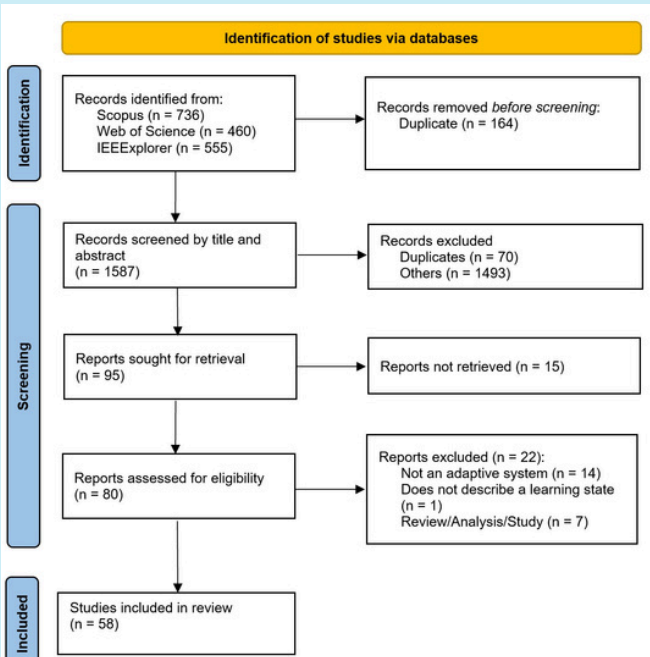 Identification of studies via databases
Identification
Records identified from:
Scopus (n = 736)
Web of Science (n = 460)
IEEExplorer (n = 555)
Records removed before screening:
Duplicate (n = 164)
Screening
Records screened by title and
abstract
(n = 1587)
Records excluded
Duplicates (n = 70)
Others (n = 1493)
Reports sought for retrieval
(n = 95)
Reports not retrieved (n = 15)
Reports assessed for eligibility
(n = 80)
Reports excluded (n = 22):
Not an adaptive system (n = 14)
Does not describe a learning state
(n = 1)
Review/Analysis/Study (n = 7)
Included
Studies included in review
(n = 58)